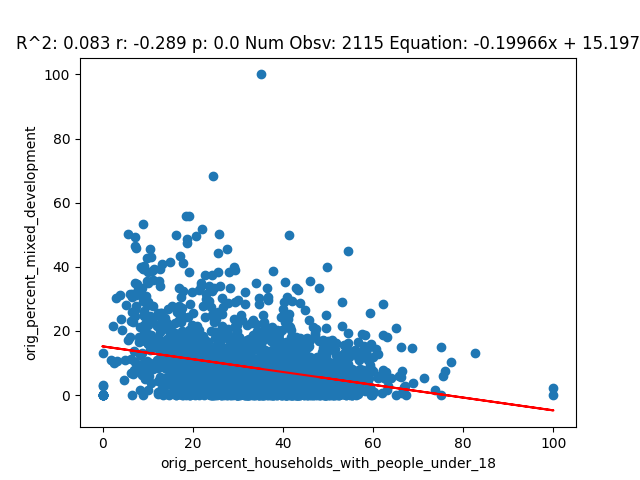 R^2: 0.083 r: -0.289 p: 0.0 Num Obsv: 2115 Equation: -0.19966x + 15.197
100
80
60
40
20
0
orig_percent_mixed_development
0 20 40 60 80 100
orig_percent_households_with_people_under_18